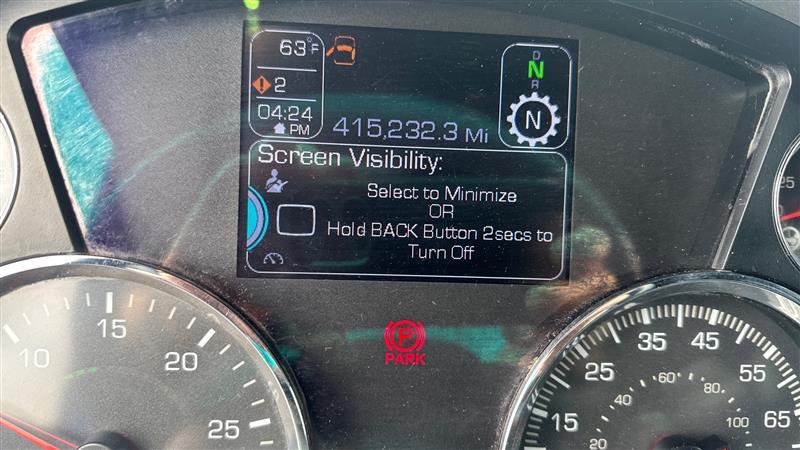 63°F
2
04:24
PM
D
N
R
N
415,232.3 Mi
Screen Visibility:
Select to Minimize
OR
Hold BACK Button 2secs to
Turn Off
P
PARK
10
15
20
25
15
25
35
45
55
65
20
40
60
80
100
25